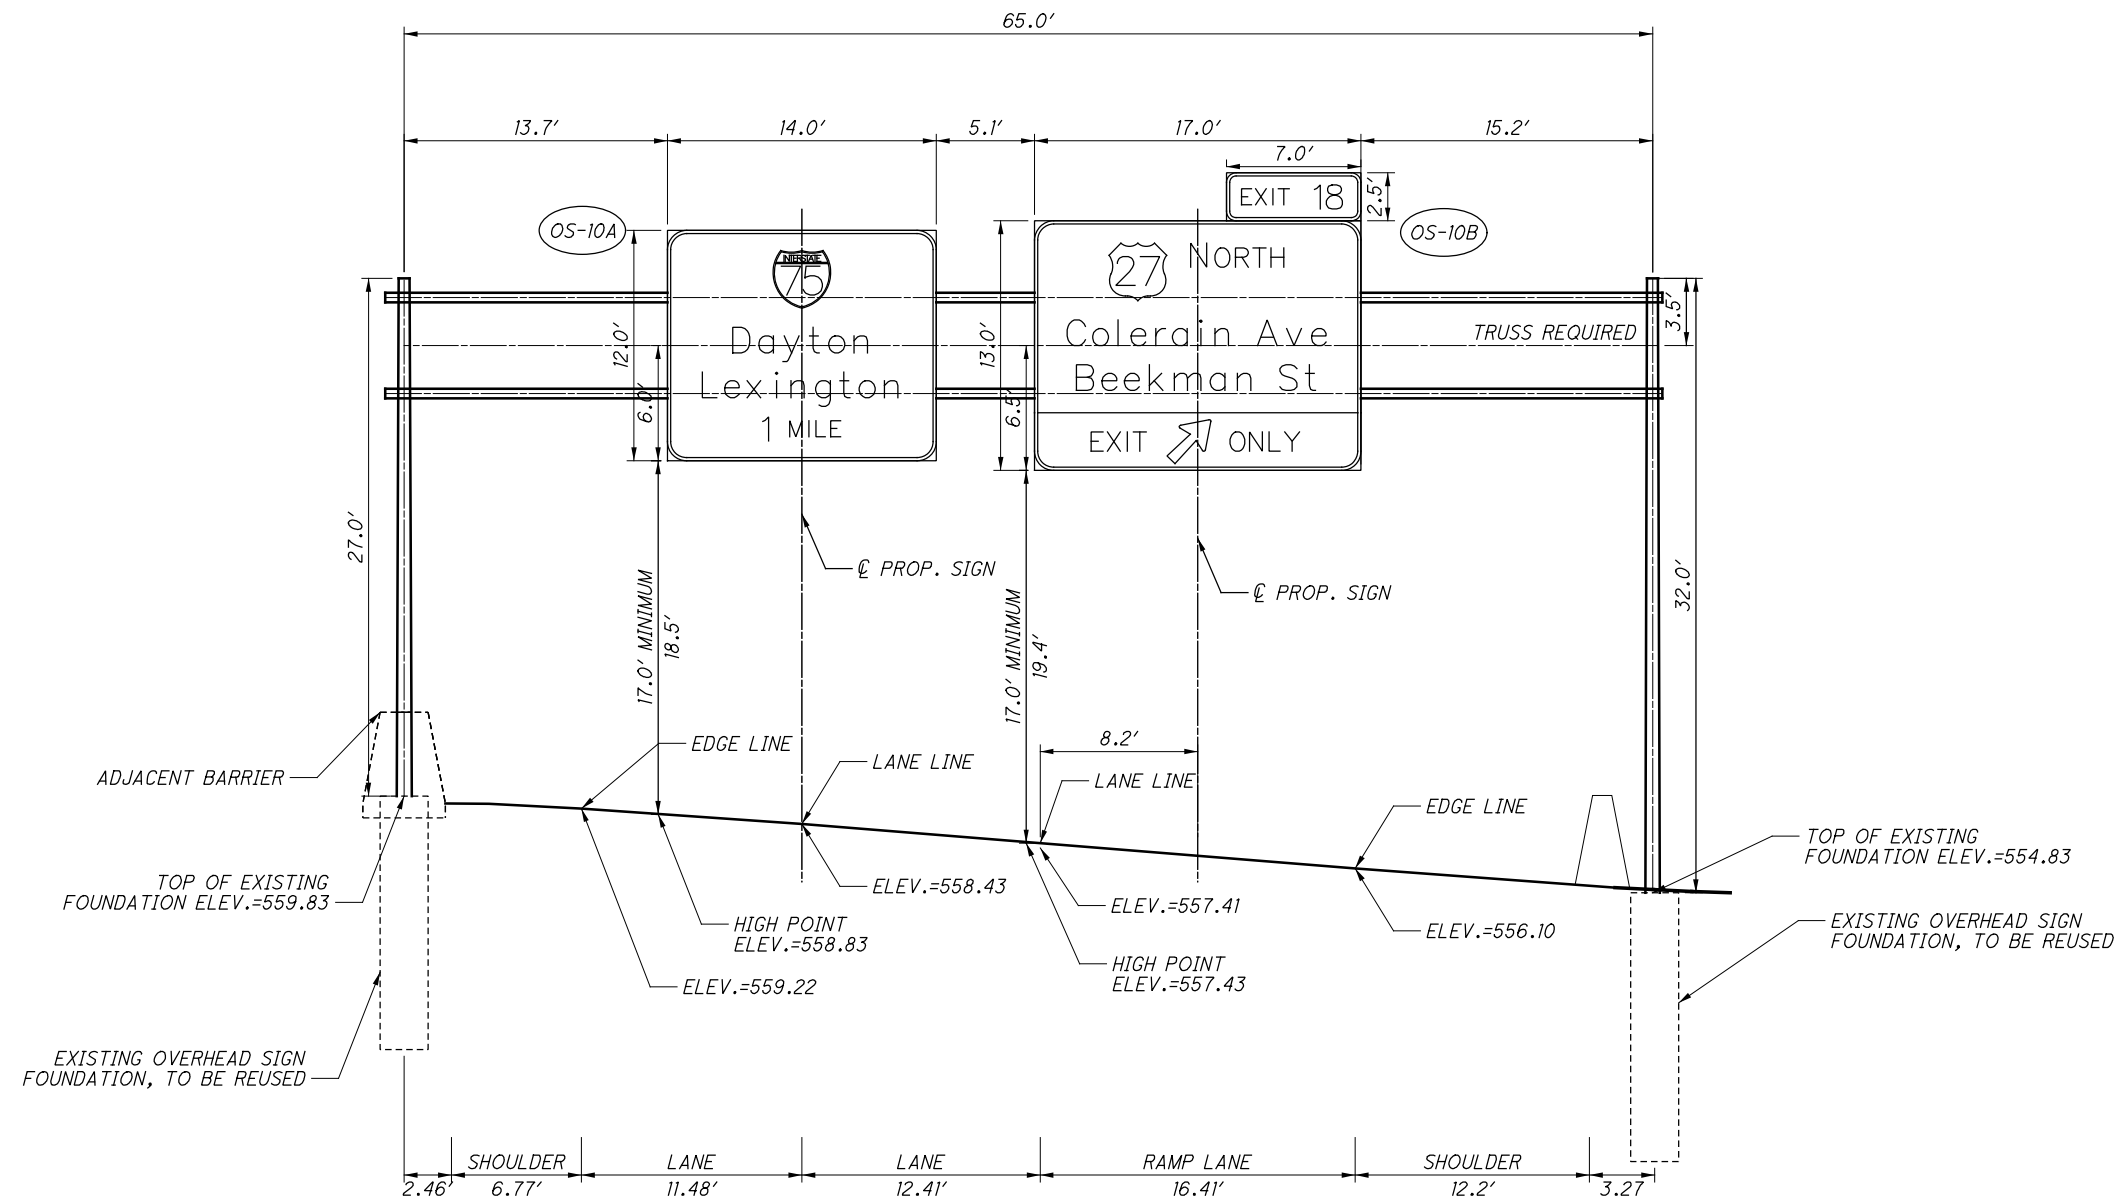 65.0'
13.7'
14.0'
5.1'
17.0'
15.2'
7.0'
EXIT 18
2.5'
OS-10A
OS-10B
INTERSTATE
75
27 NORTH
3.5'
12.0'
13.0'
Dayton
Lexington
1 MILE
Colerain Ave
Beekman St
EXIT ONLY
TRUSS REQUIRED
6.0'
6.5'
27.0'
32.0'
℄ PROP. SIGN
℄ PROP. SIGN
17.0' MINIMUM
18.5'
17.0' MINIMUM
19.4'
8.2'
EDGE LINE
LANE LINE
LANE LINE
EDGE LINE
ADJACENT BARRIER
TOP OF EXISTING
FOUNDATION ELEV.=554.83
TOP OF EXISTING
FOUNDATION ELEV.=559.83
ELEV.=558.43
ELEV.=557.41
HIGH POINT
ELEV.=558.83
ELEV.=556.10
EXISTING OVERHEAD SIGN
FOUNDATION, TO BE REUSED
HIGH POINT
ELEV.=557.43
ELEV.=559.22
EXISTING OVERHEAD SIGN
FOUNDATION, TO BE REUSED
SHOULDER
LANE
LANE
RAMP LANE
SHOULDER
2.46'
6.77'
11.48'
12.41'
16.41'
12.2'
3.27